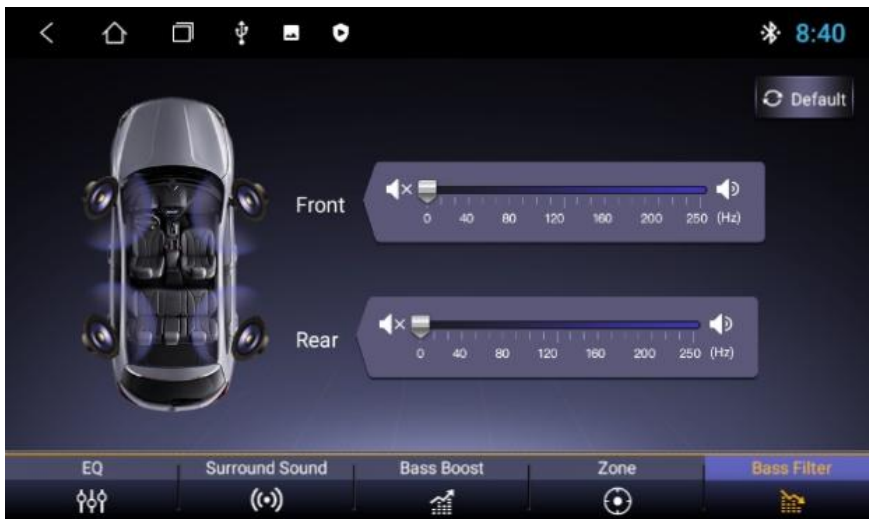 8:40
Default
Front
0 40 80 120 160 200 250 (Hz)
Rear
0 40 80 120 160 200 250 (Hz)
EQ Surround Sound Bass Boost Zone Bass Filter